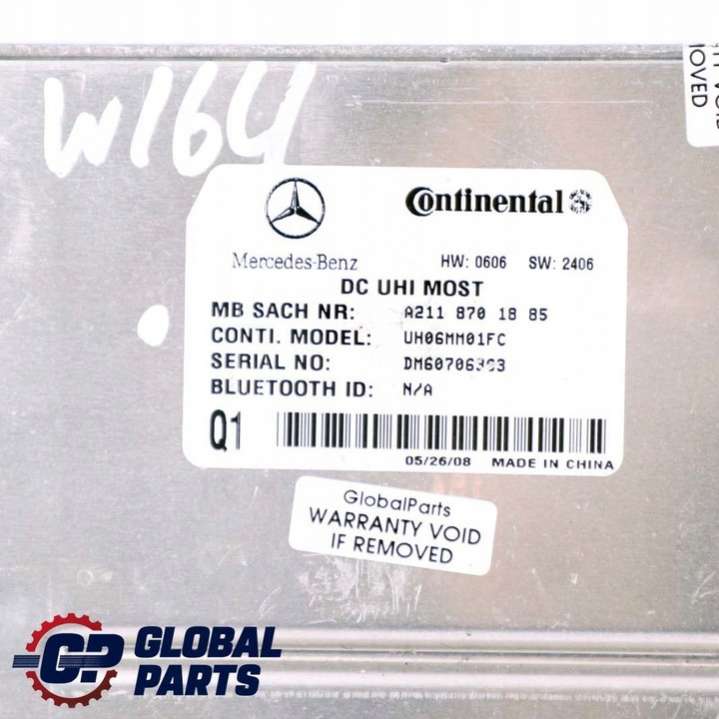 W164
MOVED
Continental
Mercedes-Benz
HW: 0606 SW: 2406
DC UHI MOST
MB SACH NR: A211 870 18 85
CONTI. MODEL: UH06MM01FC
SERIAL NO:
BLUETOOTH ID: N/A
Q1
05/26/08 MADE IN CHINA
GlobalParts
WARRANTY VOID
IF REMOVED
GP GLOBAL
PARTS